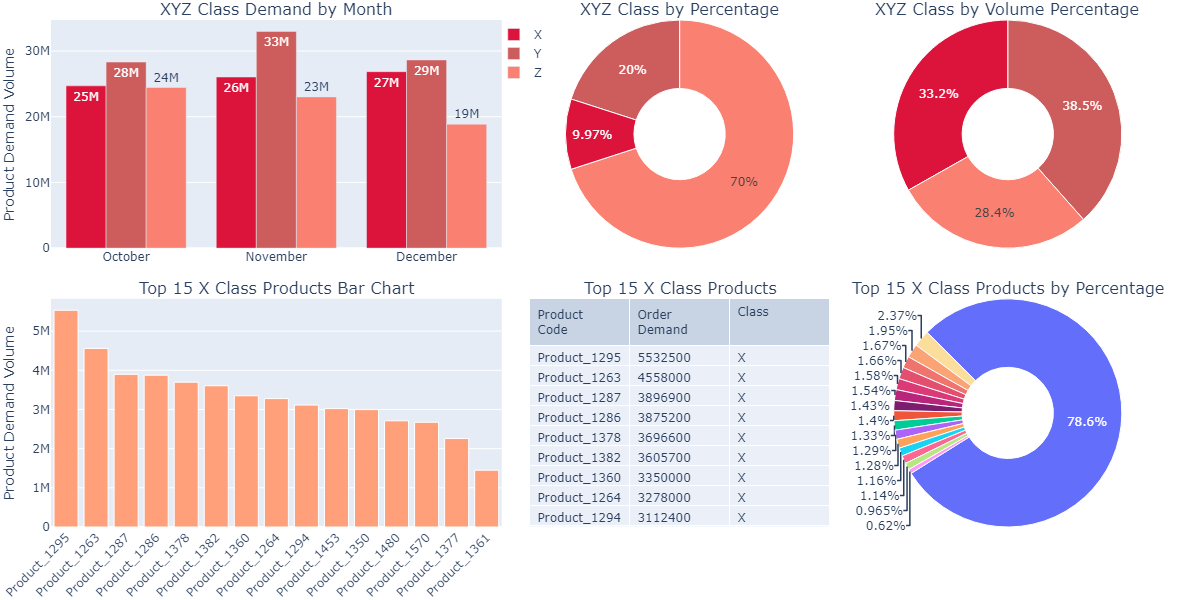 XYZ Class Demand by Month
Product Demand Volume
30M
20M
10M
0
25M
28M
24M
26M
33M
23M
27M
29M
19M
October
November
December
X
Y
Z
XYZ Class by Percentage
20%
9.97%
70%
XYZ Class by Volume Percentage
33.2%
38.5%
28.4%
Top 15 X Class Products Bar Chart
Product Demand Volume
5M
4M
3M
2M
1M
0
Product_1295
Product_1263
Product_1287
Product_1286
Product_1378
Product_1382
Product_1360
Product_1264
Product_1294
Product_1453
Product_1350
Product_1480
Product_1570
Product_1377
Product_1361
Top 15 X Class Products
Product Code Order Demand Class
Product_1295 5532500 X
Product_1263 4558000 X
Product_1287 3896900 X
Product_1286 3875200 X
Product_1378 3696600 X
Product_1382 3605700 X
Product_1360 3350000 X
Product_1264 3278000 X
Product_1294 3112400 X
Top 15 X Class Products by Percentage
2.37%
1.95%
1.67%
1.66%
1.58%
1.54%
1.43%
1.4%
1.33%
1.29%
1.28%
1.16%
1.14%
0.965%
0.62%
78.6%